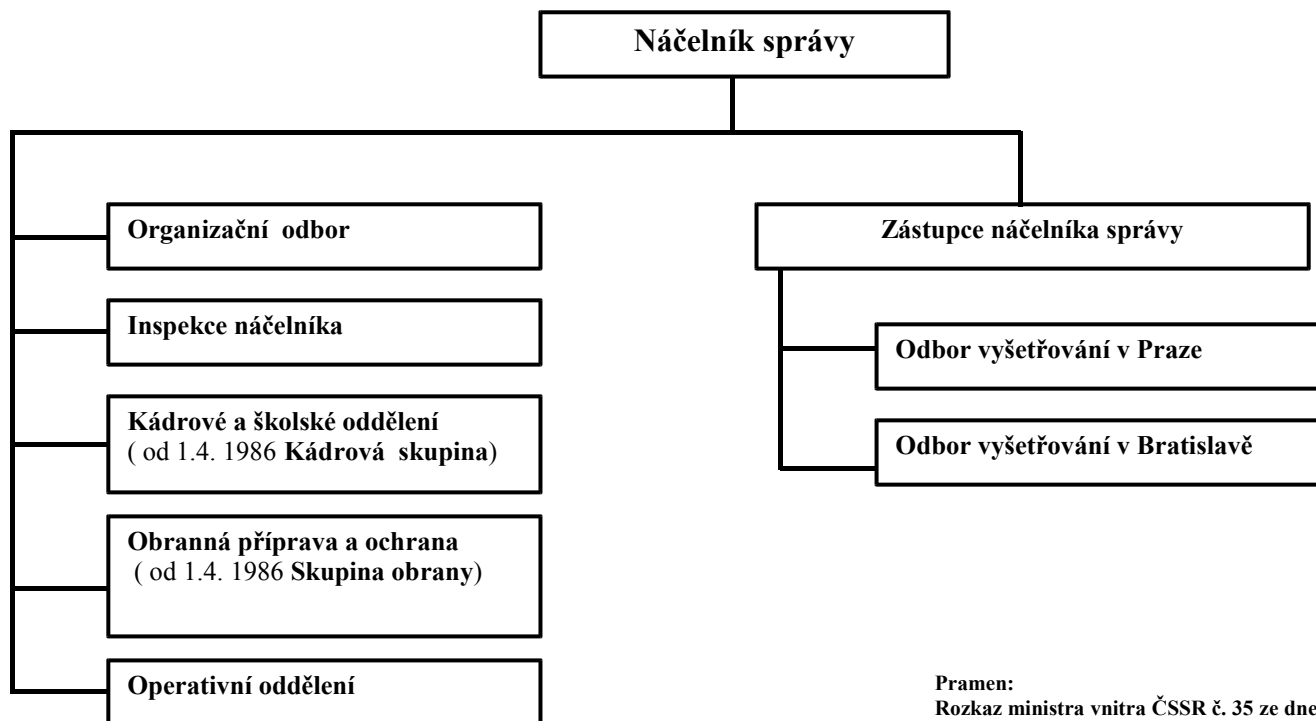 Náčelník správy
Organizační odbor
Zástupce náčelníka správy
Inspekce náčelníka
Odbor vyšetřování v Praze
Kádrové a školské oddělení
( od 1.4. 1986 Kádrová skupina)
Odbor vyšetřování v Bratislavě
Obranná příprava a ochrana
( od 1.4. 1986 Skupina obrany)
Operativní oddělení
Pramen:
Rozkaz ministra vnitra ČSSR č. 35 ze dne